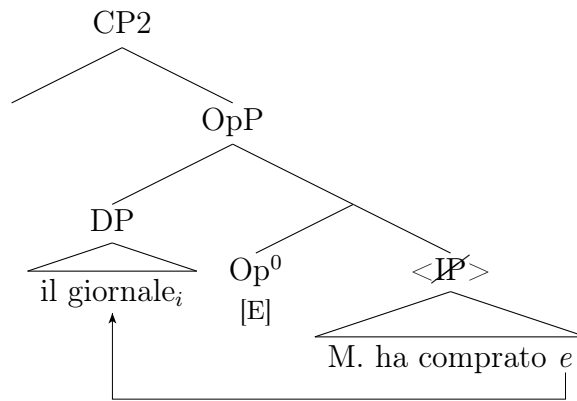 CP2
OpP
DP
Op⁰
<IP>
il giornaleᵢ
[E]
M. ha comprato e